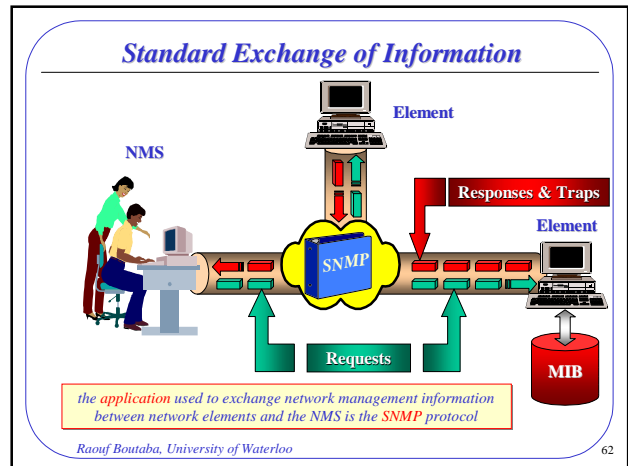 Standard Exchange of Information
Element
NMS
Responses & Traps
Element
SNMP
Requests
MIB
the application used to exchange network management information
between network elements and the NMS is the SNMP protocol
Raouf Boutaba, University of Waterloo
62